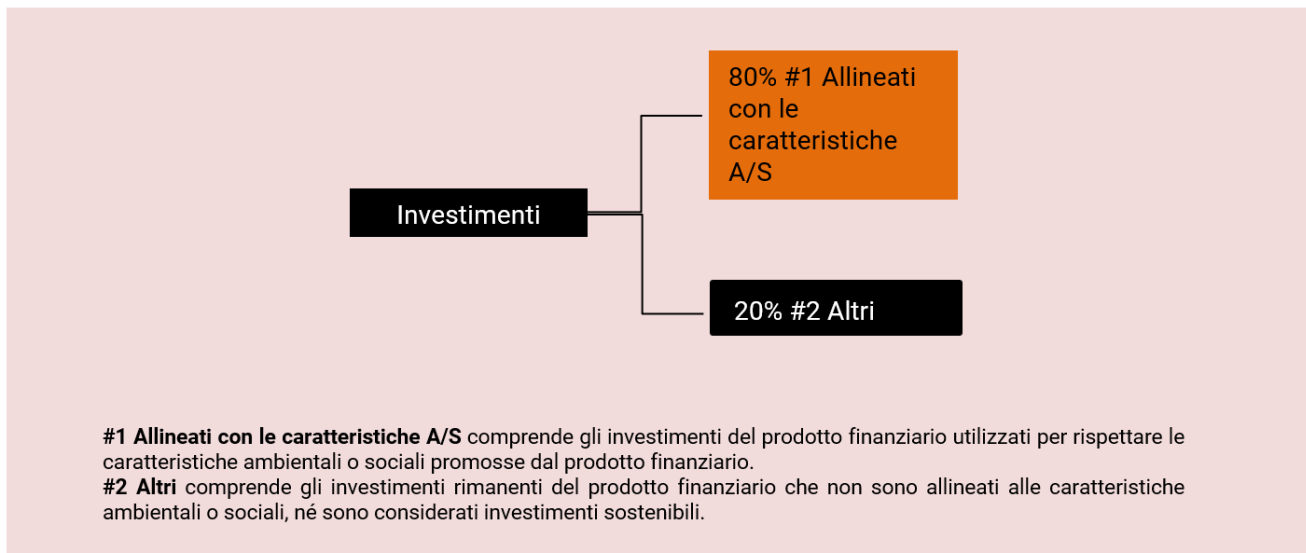 80% #1 Allineati
con le
caratteristiche
A/S
Investimenti
20% #2 Altri
#1 Allineati con le caratteristiche A/S comprende gli investimenti del prodotto finanziario utilizzati per rispettare le
caratteristiche ambientali o sociali promosse dal prodotto finanziario.
#2 Altri comprende gli investimenti rimanenti del prodotto finanziario che non sono allineati alle caratteristiche
ambientali o sociali, né sono considerati investimenti sostenibili.